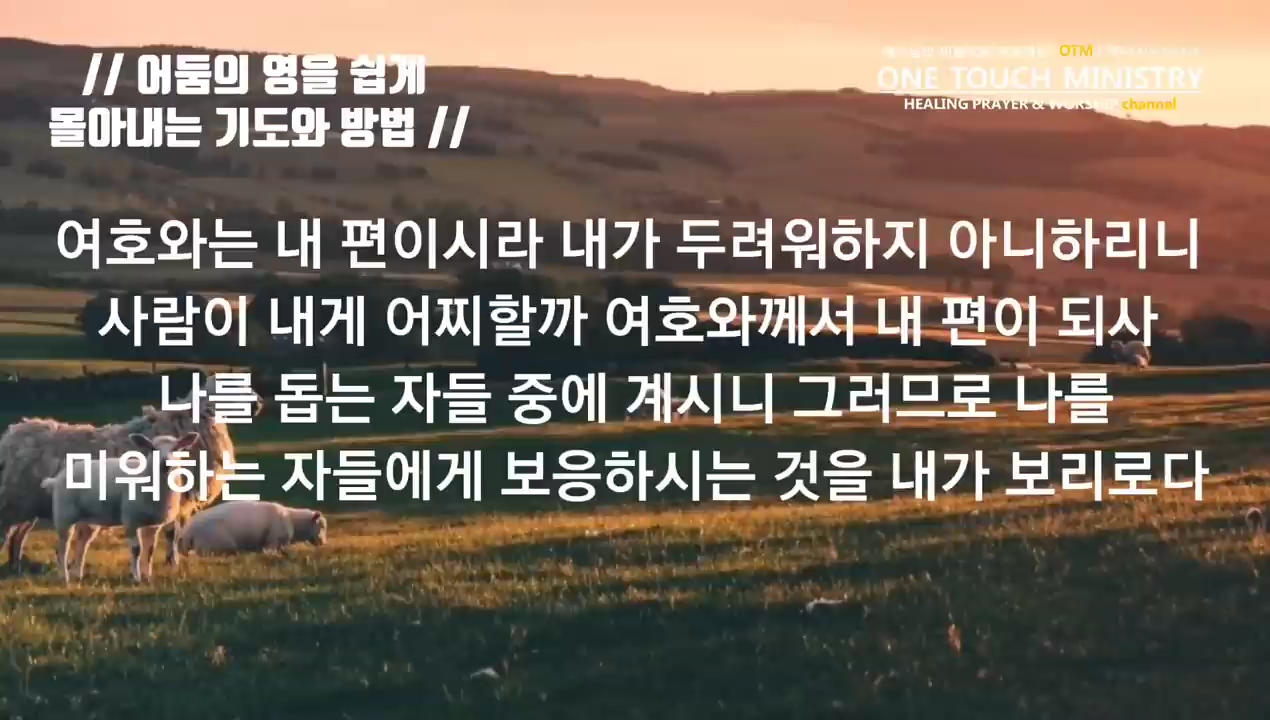 // 어둠의 영을 쉽게
몰아내는 기도와 방법 //
OTM
ONE TOUCH MINISTRY
HEALING PRAYER & WORSHIP channel
여호와는 내 편이시라 내가 두려워하지 아니하리니
사람이 내게 어찌할까 여호와께서 내 편이 되사
나를 돕는 자들 중에 계시니 그러므로 나를
미워하는 자들에게 보응하시는 것을 내가 보리로다